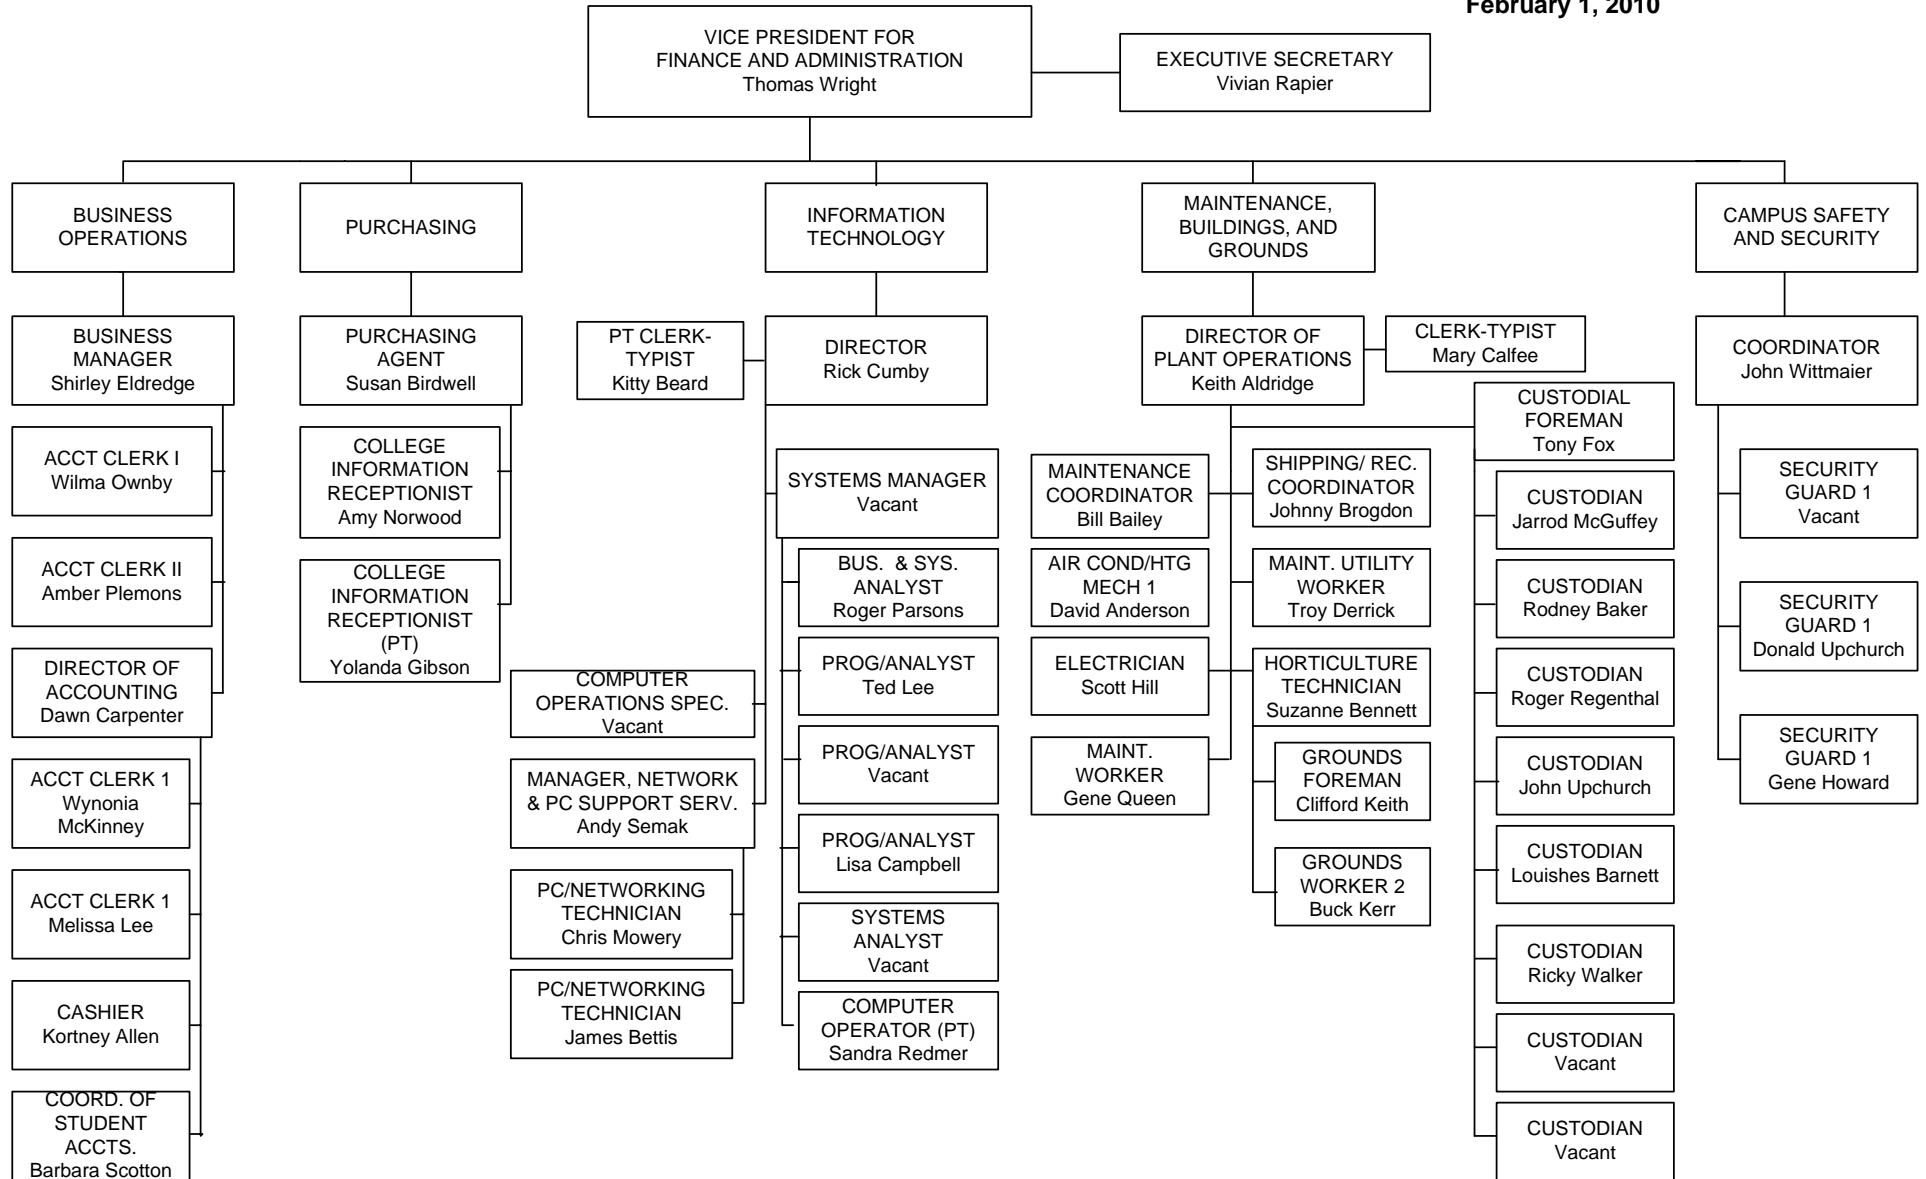 February 1, 2010
VICE PRESIDENT FOR
FINANCE AND ADMINISTRATION
Thomas Wright
EXECUTIVE SECRETARY
Vivian Rapier
BUSINESS
OPERATIONS
PURCHASING
INFORMATION
TECHNOLOGY
MAINTENANCE,
BUILDINGS, AND
GROUNDS
CAMPUS SAFETY
AND SECURITY
BUSINESS
MANAGER
Shirley Eldredge
ACCT CLERK I
Wilma Ownby
ACCT CLERK II
Amber Plemons
DIRECTOR OF
ACCOUNTING
Dawn Carpenter
ACCT CLERK 1
Wynonia
McKinney
ACCT CLERK 1
Melissa Lee
CASHIER
Kortney Allen
COORD. OF
STUDENT
ACCTS.
Barbara Scotton
PURCHASING
AGENT
Susan Birdwell
COLLEGE
INFORMATION
RECEPTIONIST
Amy Norwood
COLLEGE
INFORMATION
RECEPTIONIST
(PT)
Yolanda Gibson
PT CLERK-
TYPIST
Kitty Beard
DIRECTOR
Rick Cumby
COMPUTER
OPERATIONS SPEC.
Vacant
MANAGER, NETWORK
& PC SUPPORT SERV.
Andy Semak
PC/NETWORKING
TECHNICIAN
Chris Mowery
PC/NETWORKING
TECHNICIAN
James Bettis
SYSTEMS MANAGER
Vacant
BUS. & SYS.
ANALYST
Roger Parsons
PROG/ANALYST
Ted Lee
PROG/ANALYST
Vacant
PROG/ANALYST
Lisa Campbell
SYSTEMS
ANALYST
Vacant
COMPUTER
OPERATOR (PT)
Sandra Redmer
DIRECTOR OF
PLANT OPERATIONS
Keith Aldridge
CLERK-TYPIST
Mary Calfee
MAINTENANCE
COORDINATOR
Bill Bailey
AIR COND/HTG
MECH 1
David Anderson
ELECTRICIAN
Scott Hill
MAINT.
WORKER
Gene Queen
SHIPPING/ REC.
COORDINATOR
Johnny Brogdon
MAINT. UTILITY
WORKER
Troy Derrick
HORTICULTURE
TECHNICIAN
Suzanne Bennett
GROUNDS
FOREMAN
Clifford Keith
GROUNDS
WORKER 2
Buck Kerr
CUSTODIAL
FOREMAN
Tony Fox
CUSTODIAN
Jarrod McGuffey
CUSTODIAN
Rodney Baker
CUSTODIAN
Roger Regenthal
CUSTODIAN
John Upchurch
CUSTODIAN
Louishes Barnett
CUSTODIAN
Ricky Walker
CUSTODIAN
Vacant
CUSTODIAN
Vacant
COORDINATOR
John Wittmaier
SECURITY
GUARD 1
Vacant
SECURITY
GUARD 1
Donald Upchurch
SECURITY
GUARD 1
Gene Howard